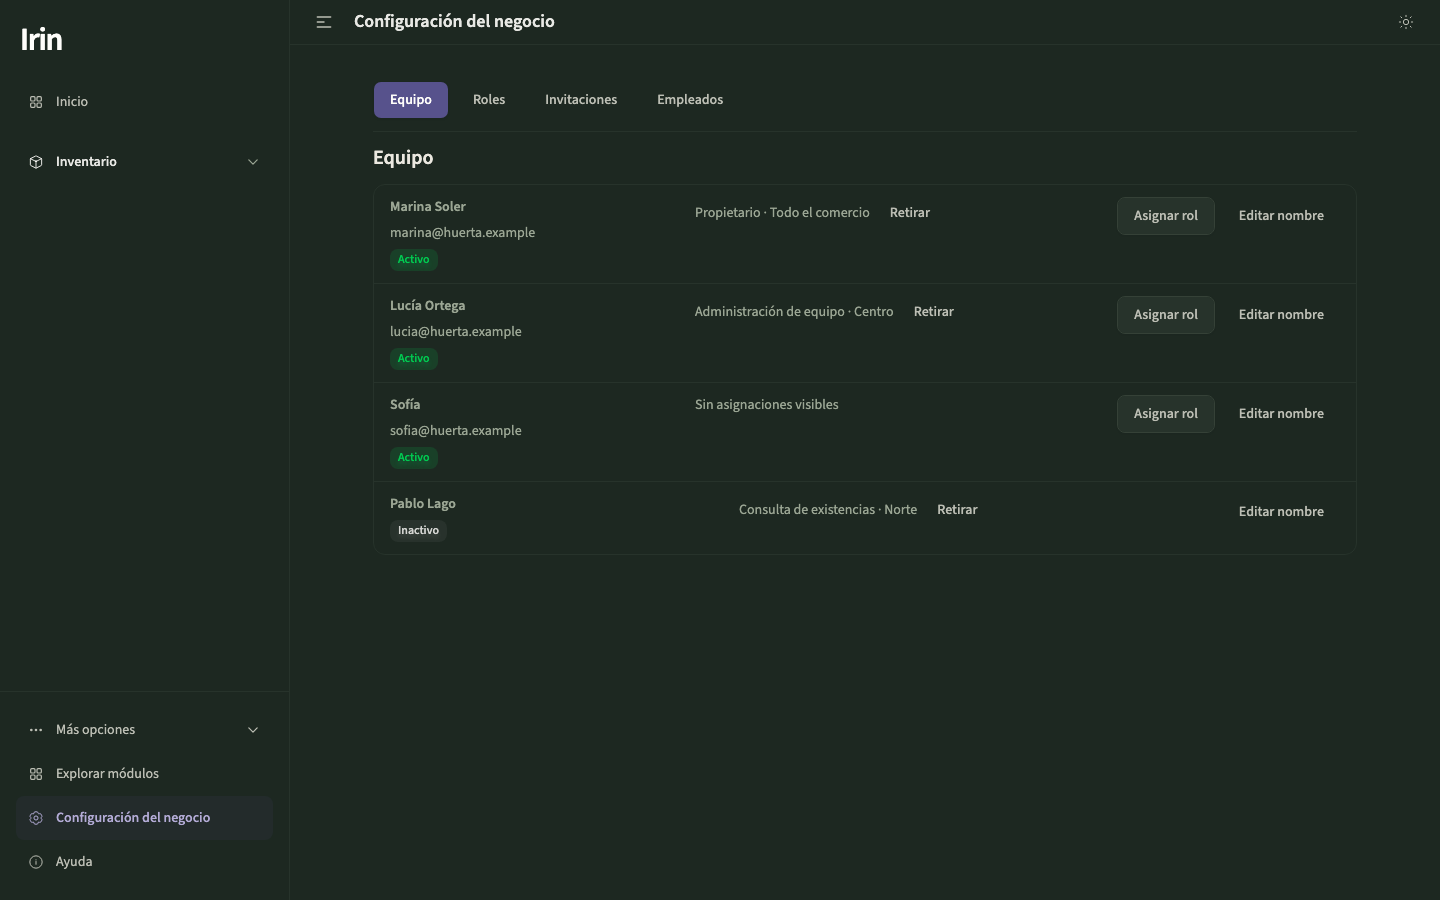 Irin
Configuración del negocio
Inicio
Inventario
Equipo
Roles
Invitaciones
Empleados
Equipo
Marina Soler
marina@huerta.example
Activo
Propietario · Todo el comercio
Retirar
Asignar rol
Editar nombre
Lucía Ortega
lucia@huerta.example
Activo
Administración de equipo · Centro
Retirar
Asignar rol
Editar nombre
Sofía
sofia@huerta.example
Activo
Sin asignaciones visibles
Asignar rol
Editar nombre
Pablo Lago
Inactivo
Consulta de existencias · Norte
Retirar
Editar nombre
Más opciones
Explorar módulos
Configuración del negocio
Ayuda